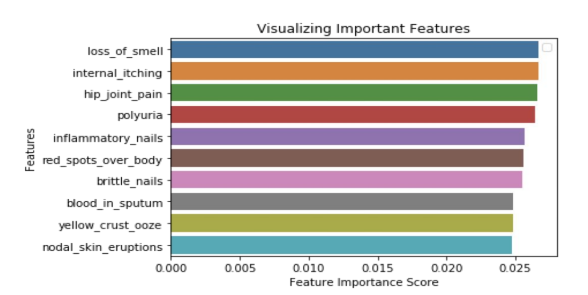 Visualizing Important Features
loss_of_smell
internal_itching
hip_joint_pain
polyuria
inflammatory_nails
red_spots_over_body
brittle_nails
blood_in_sputum
yellow_crust_ooze
nodal_skin_eruptions
Features
0.000 0.005 0.010 0.015 0.020 0.025
Feature Importance Score